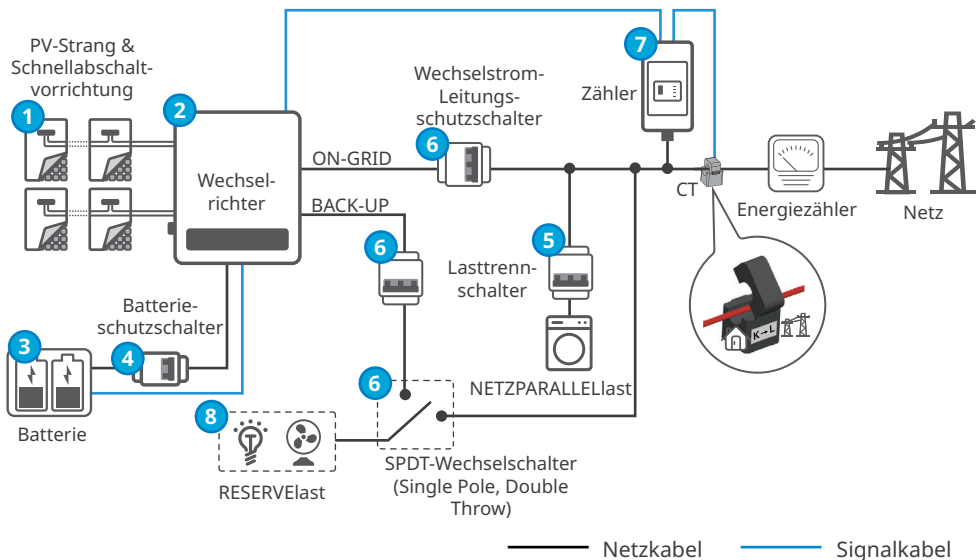 PV-Strang &
Schnellabschalt-
vorrichtung
1
2
Wechsel-
richter
ON-GRID
BACK-UP
Wechselstrom-
Leitungs-
schutzschalter
6
7
Zähler
CT
Energiezähler
Netz
6
5
Lasttrenn-
schalter
NETZPARALLELlast
K→L
Batterie-
schutzschalter
3
4
Batterie
8
RESERVElast
6
SPDT-Wechselschalter
(Single Pole, Double
Throw)
Netzkabel
Signalkabel